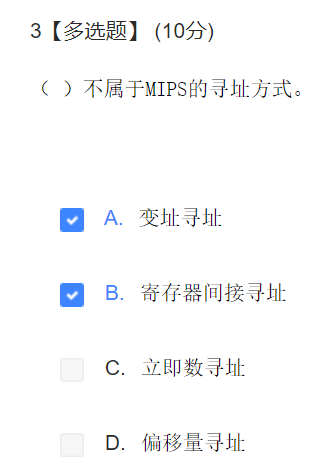 3【多选题】 (10分)
（ ）不属于MIPS的寻址方式。
A. 变址寻址
B. 寄存器间接寻址
C. 立即数寻址
D. 偏移量寻址